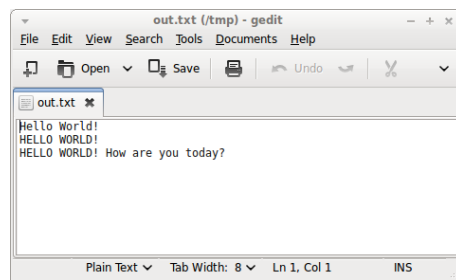 out.txt (/tmp) - gedit
File Edit View Search Tools Documents Help
Open Save Undo
out.txt
Hello World!
HELLO WORLD!
HELLO WORLD! How are you today?
Plain Text Tab Width: 8 Ln 1, Col 1 INS